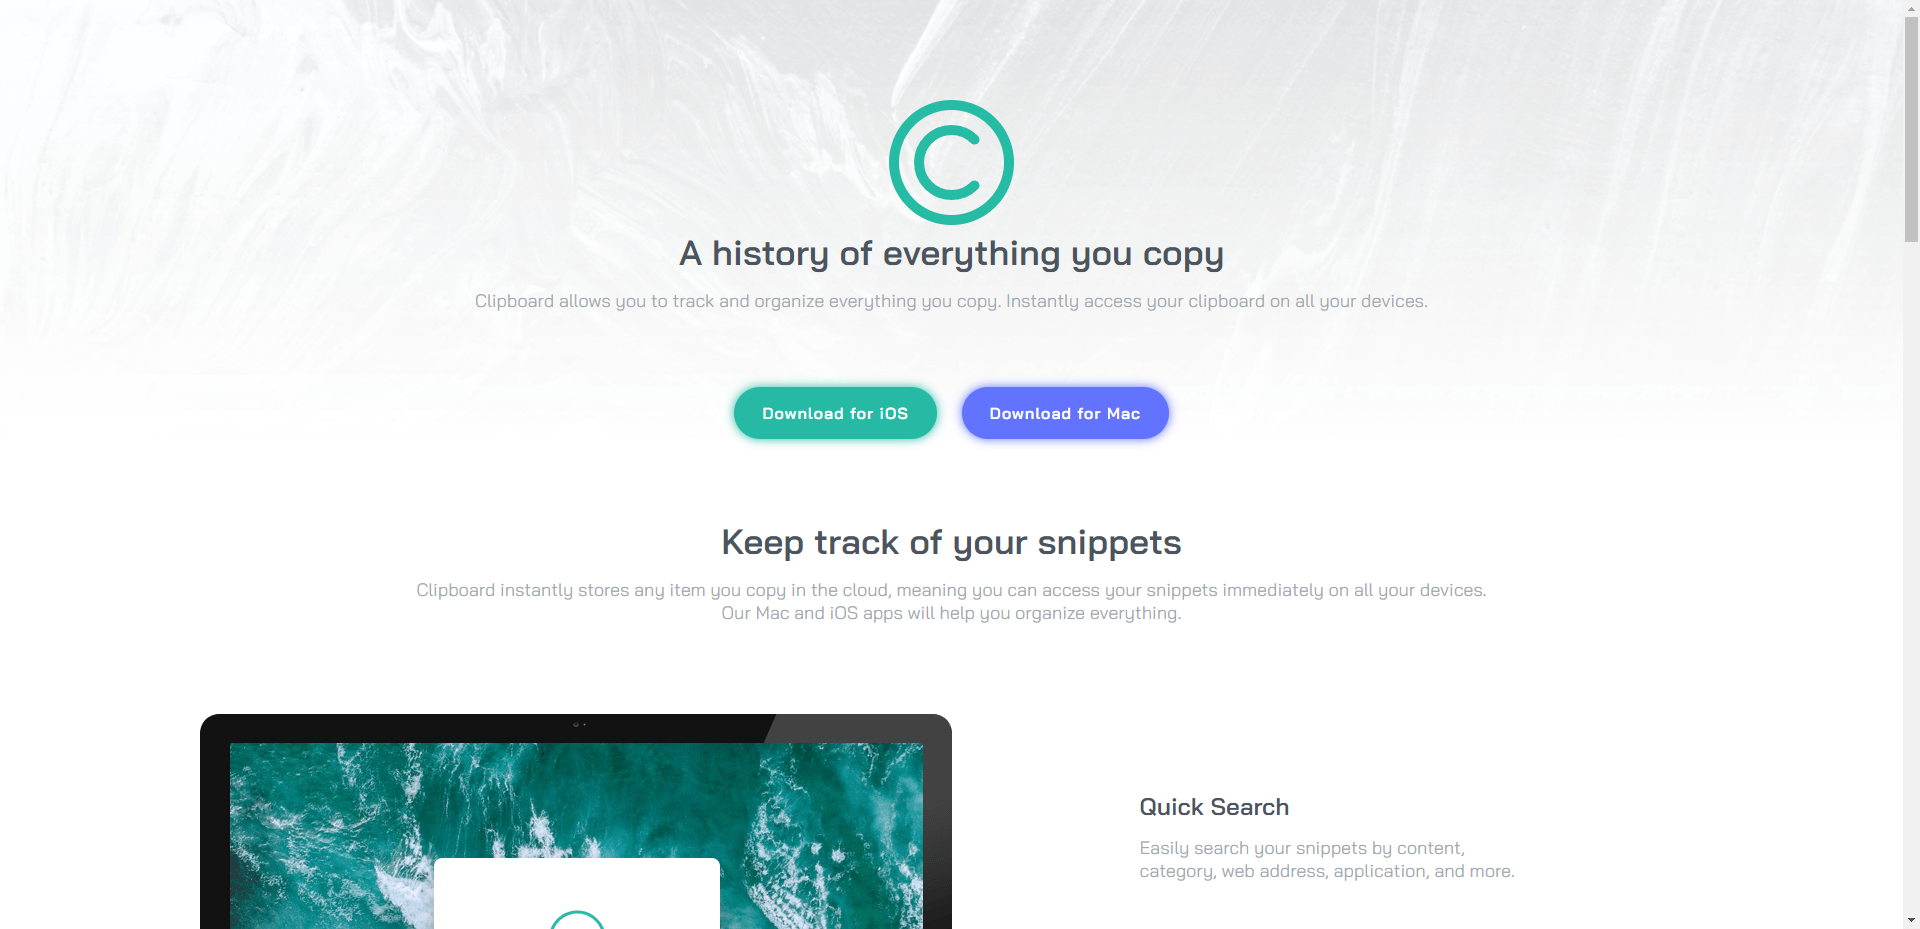 C
A history of everything you copy
Clipboard allows you to track and organize everything you copy. Instantly access your clipboard on all your devices.
Download for iOS
Download for Mac
Keep track of your snippets
Clipboard instantly stores any item you copy in the cloud, meaning you can access your snippets immediately on all your devices.
Our Mac and iOS apps will help you organize everything.
Quick Search
Easily search your snippets by content,
category, web address, application, and more.